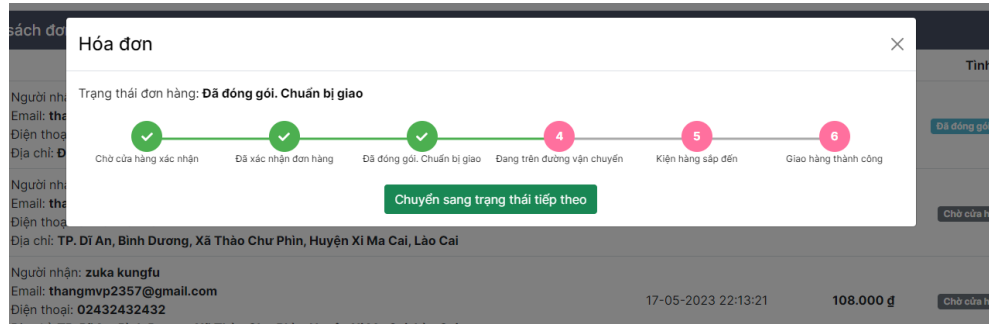 sách đơ
Hóa đơn
Tình
Trạng thái đơn hàng: Đã đóng gói. Chuẩn bị giao
Người nhậ
Email: tha
Điện thoạ
Địa chỉ: Đ
Đã đóng gói
4 5 6
Chờ cửa hàng xác nhận Đã xác nhận đơn hàng Đã đóng gói. Chuẩn bị giao Đang trên đường vận chuyển Kiện hàng sắp đến Giao hàng thành công
Chuyển sang trạng thái tiếp theo
Người nhậ
Email: tha
Điện thoạ
Địa chỉ: TP. Dĩ An, Bình Dương, Xã Thào Chư Phìn, Huyện Xi Ma Cai, Lào Cai
Chờ cửa h
Người nhận: zuka kungfu
Email: thangmvp2357@gmail.com
Điện thoại: 02432432432
17-05-2023 22:13:21 108.000 ₫ Chờ cửa h